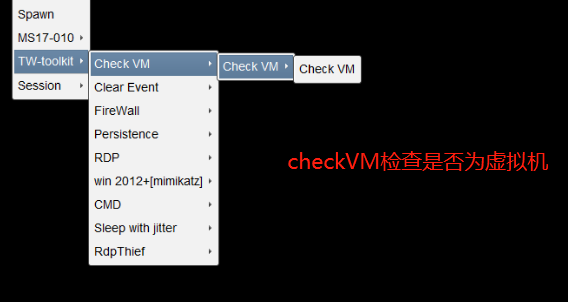 Spawn
MS17-010
TW-toolkit
Session
Check VM
Clear Event
FireWall
Persistence
RDP
win 2012+[mimikatz]
CMD
Sleep with jitter
RdpThief
Check VM
Check VM
checkVM检查是否为虚拟机